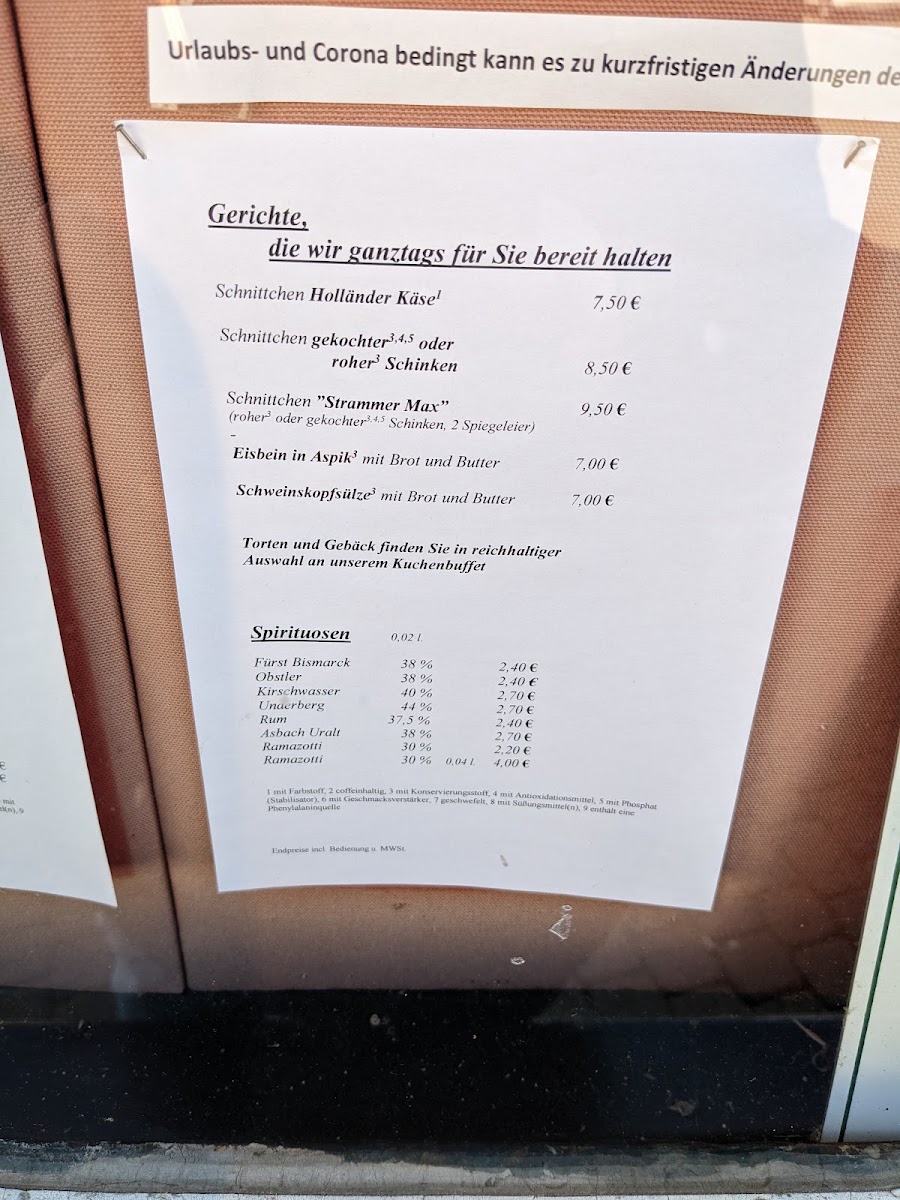 Urlaubs- und Corona bedingt kann es zu kurzfristigen Änderungen de
Gerichte,
die wir ganztags für Sie bereit halten
Schnittchen Holländer Käse¹ 7,50 €
Schnittchen gekochter³,⁴,⁵ oder
roher³ Schinken 8,50 €
Schnittchen "Strammer Max" 9,50 €
(roher³ oder gekochter³,⁴,⁵ Schinken, 2 Spiegeleier)
-
Eisbein in Aspik³ mit Brot und Butter 7,00 €
Schweinskopfsülze³ mit Brot und Butter 7,00 €
Torten und Gebäck finden Sie in reichhaltiger
Auswahl an unserem Kuchenbuffet
Spirituosen 0,02 l.
Fürst Bismarck 38 % 2,40 €
Obstler 38 % 2,40 €
Kirschwasser 40 % 2,70 €
Underberg 44 % 2,70 €
Rum 37,5 % 2,40 €
Asbach Uralt 38 % 2,70 €
Ramazotti 30 % 2,20 €
Ramazotti 30 % 0,04 l. 4,00 €
1 mit Farbstoff, 2 coffeinhaltig, 3 mit Konservierungsstoff, 4 mit Antioxidationsmittel, 5 mit Phosphat
(Stabilisator), 6 mit Geschmacksverstärker, 7 geschwefelt, 8 mit Süßungsmittel(n), 9 enthält eine
Phenylalaninquelle
Endpreise incl. Bedienung u. MWSt.
€
€
mit
el(n), 9